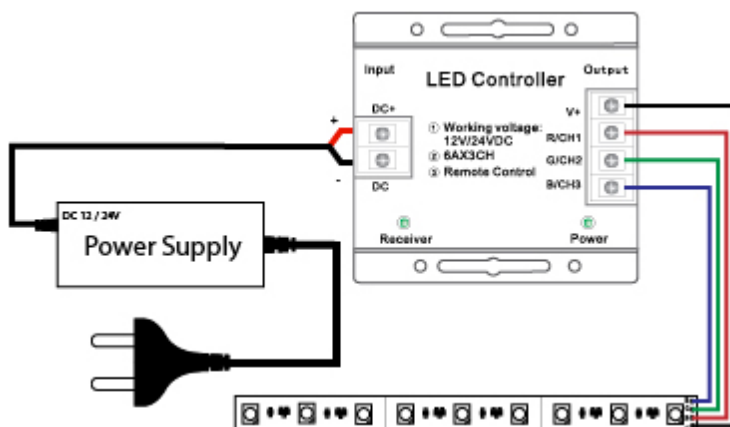 Input
Output
LED Controller
DC+
V+
+
① Working voltage:
12V/24VDC
R/CH1
② 6AX3CH
G/CH2
③ Remote Control
-
DC
B/CH3
DC 12 / 24V
Power Supply
Receiver
Power